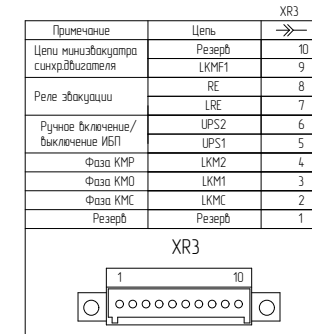 XR3
Примечание Цепь
Цепи миниэвакуатра Резерв 10
синхр.двигателя LKMF1 9
Реле эвакуации RE 8
LRE 7
Ручное включение/ UPS2 6
выключение ИБП UPS1 5
Фаза КМР LKM2 4
Фаза КМО LKM1 3
Фаза КМС LKMC 2
Резерв Резерв 1
XR3
1 10